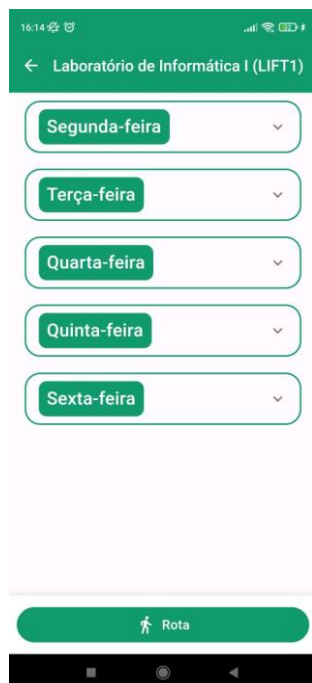 16:14
Laboratório de Informática I (LIFT1)
Segunda-feira
Terça-feira
Quarta-feira
Quinta-feira
Sexta-feira
Rota